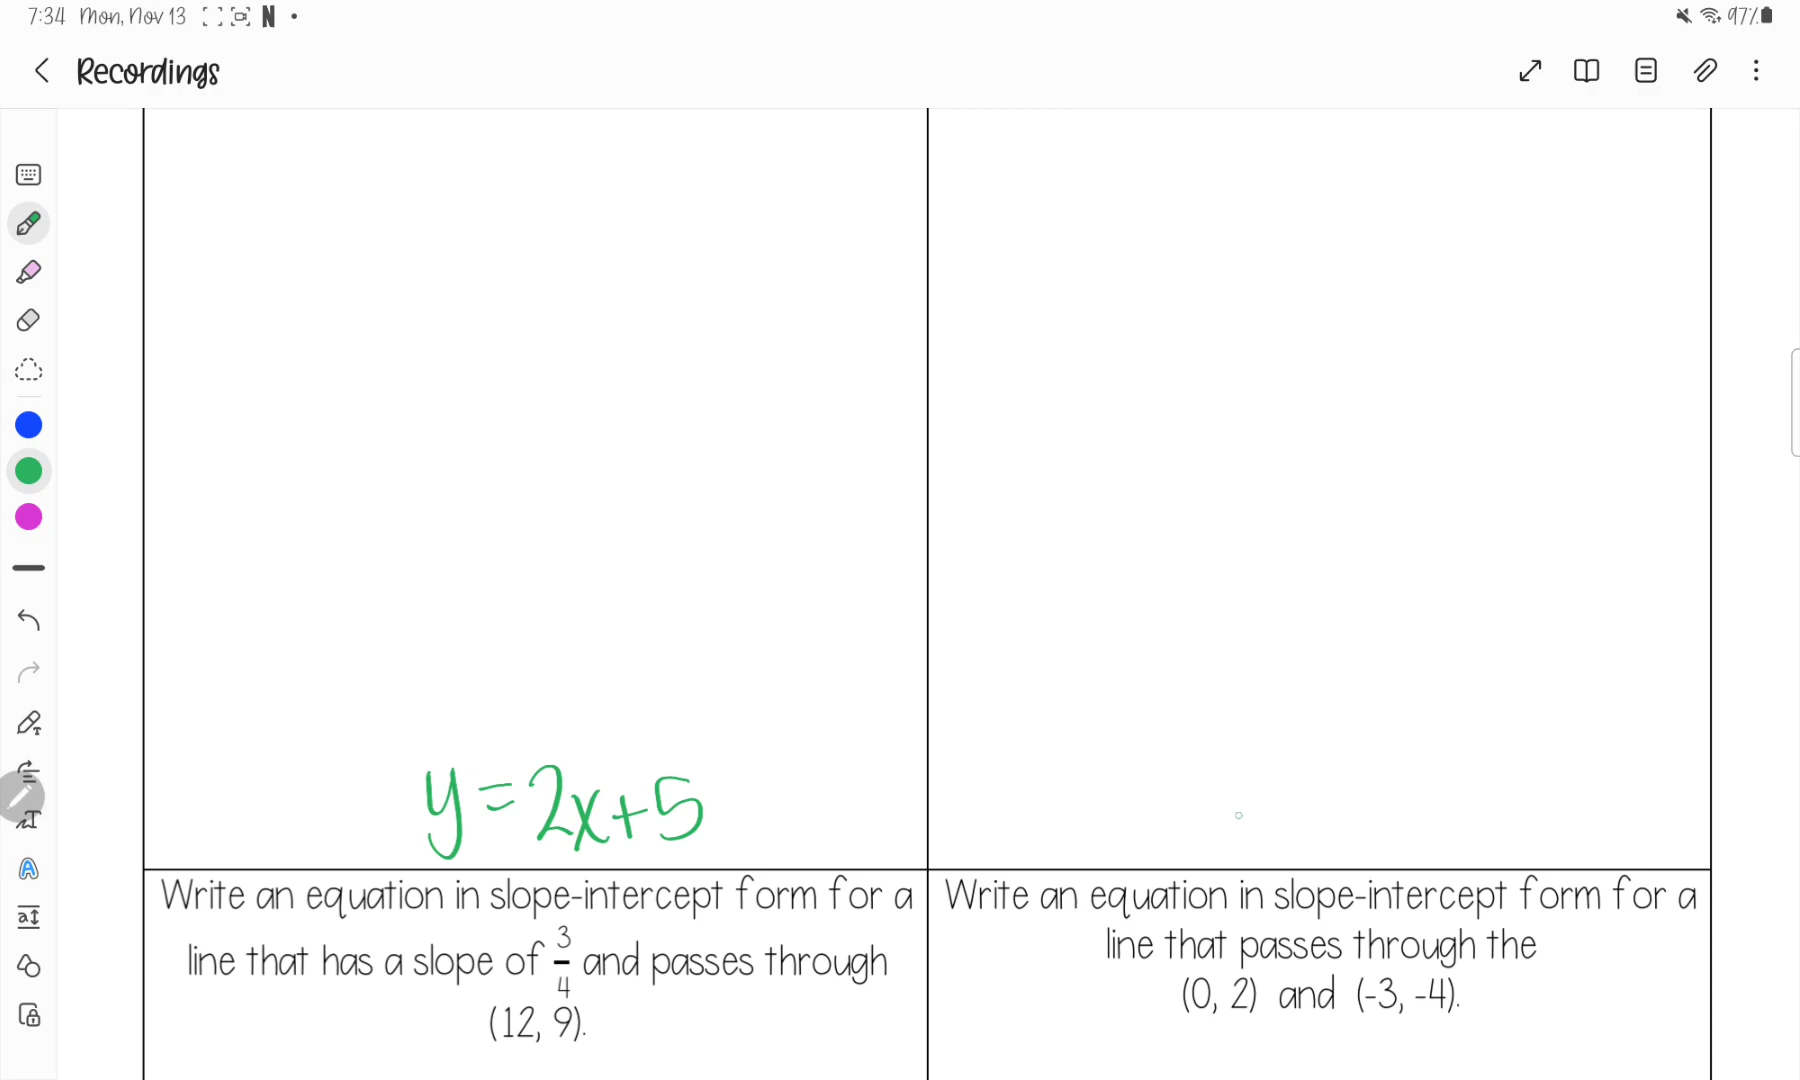 7:34 Mon, Nov 13 N 97%
Recordings
y=2x+5
Write an equation in slope-intercept form for a
line that has a slope of 3/4 and passes through
(12, 9).
Write an equation in slope-intercept form for a
line that passes through the
(0, 2) and (-3, -4).